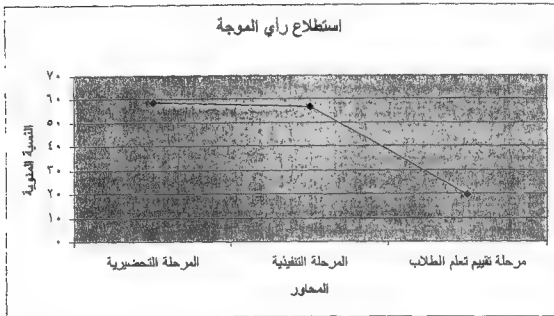 استطلاع رأي الموجة
النسبة المئوية
٧٠
٦٠
٥٠
٤٠
٣٠
٢٠
١٠
٠
المرحلة التحضيرية
المرحلة التنفيذية
مرحلة تقييم تعلم الطلاب
المحاور